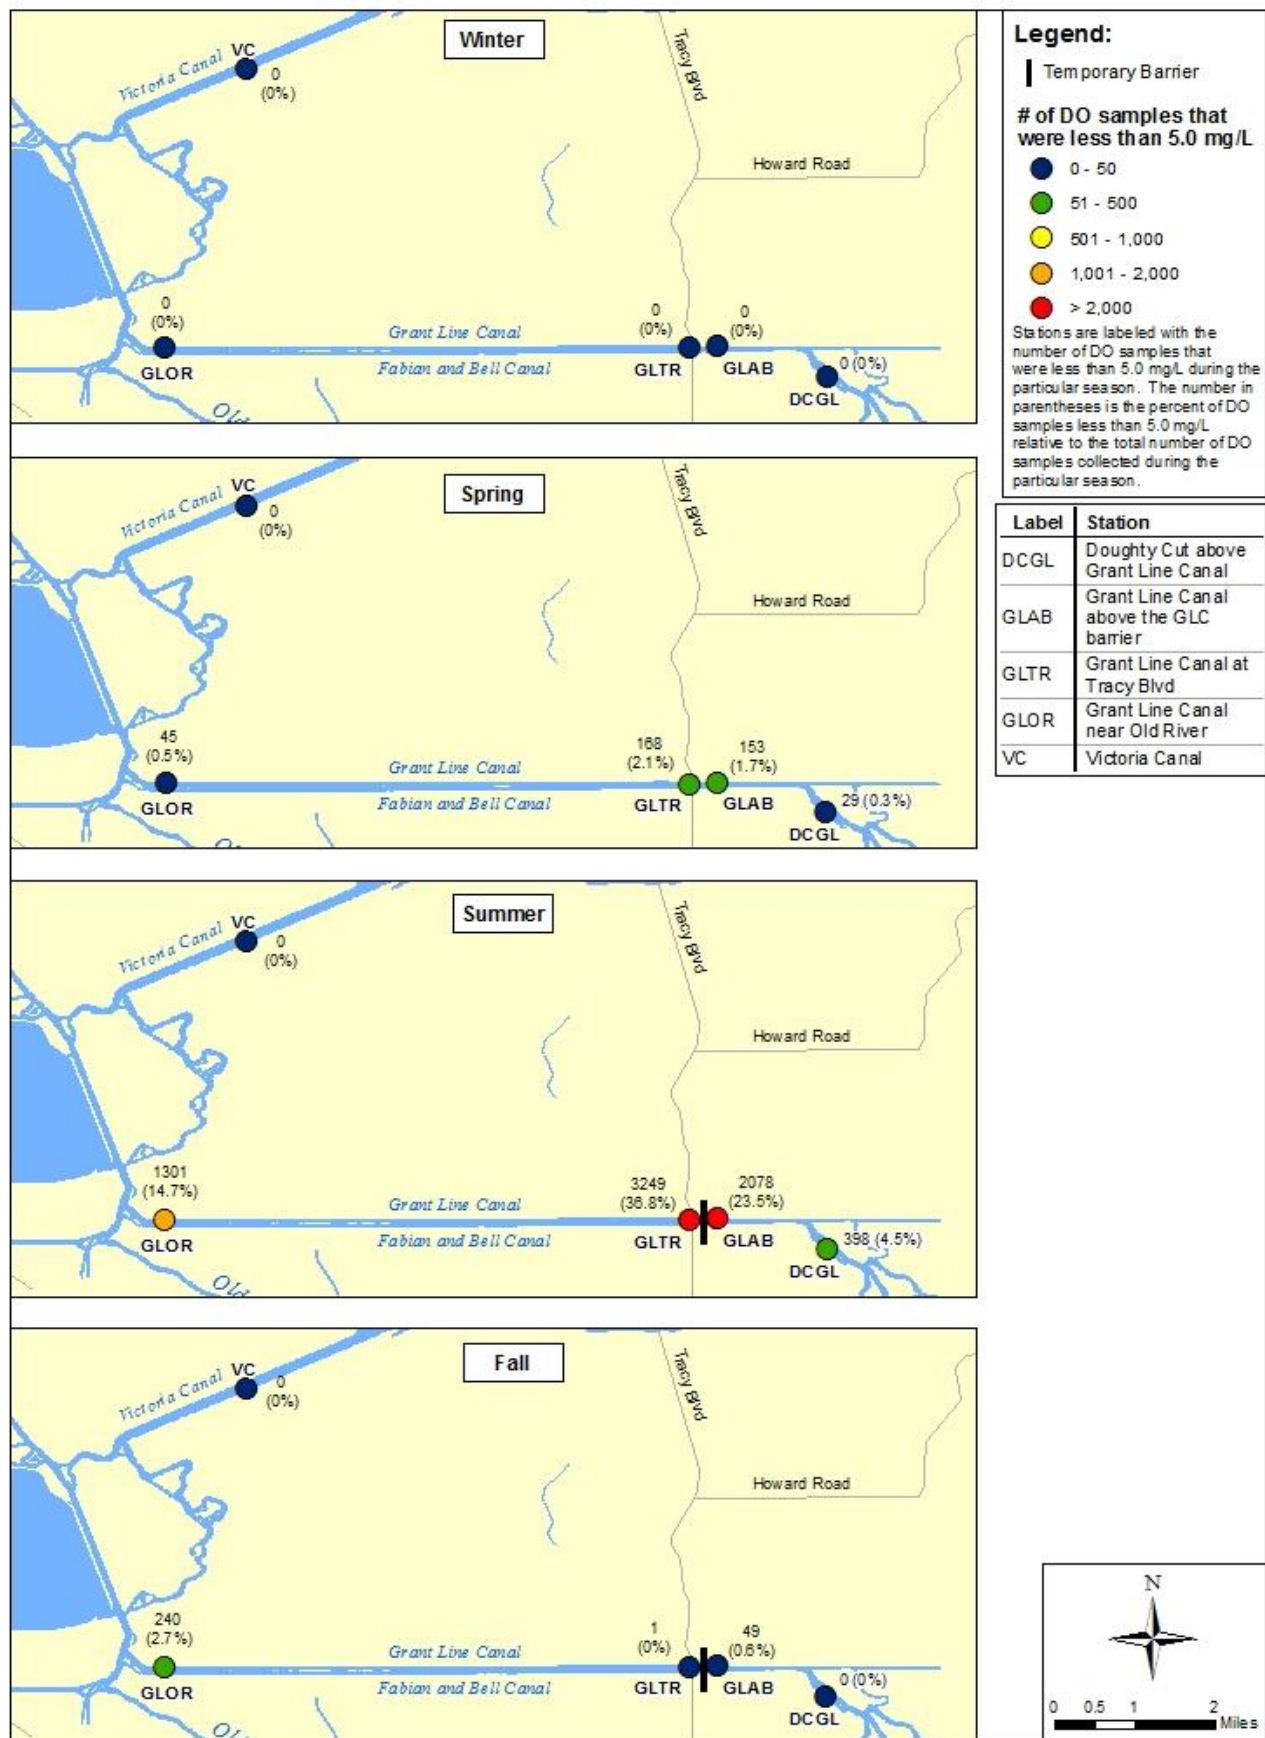 Winter
VC
Victoria Canal
0
(0%)
Tracy Blvd
Howard Road
0
(0%)
GLOR
Grant Line Canal
Fabian and Bell Canal
0
(0%)
GLTR
0
(0%)
GLAB
0 (0%)
DCGL
Old
Spring
VC
Victoria Canal
0
(0%)
Tracy Blvd
Howard Road
45
(0.5%)
GLOR
Grant Line Canal
Fabian and Bell Canal
168
(2.1%)
GLTR
153
(1.7%)
GLAB
29 (0.3%)
DCGL
Summer
VC
Victoria Canal
0
(0%)
Tracy Blvd
Howard Road
1301
(14.7%)
GLOR
Grant Line Canal
Fabian and Bell Canal
3249
(36.8%)
GLTR
2078
(23.5%)
GLAB
398 (4.5%)
DCGL
Old
Fall
VC
Victoria Canal
0
(0%)
Tracy Blvd
Howard Road
240
(2.7%)
GLOR
Grant Line Canal
Fabian and Bell Canal
1
(0%)
GLTR
49
(0.6%)
GLAB
0 (0%)
DCGL
Legend:
Temporary Barrier
# of DO samples that
were less than 5.0 mg/L
0 - 50
51 - 500
501 - 1,000
1,001 - 2,000
> 2,000
Stations are labeled with the
number of DO samples that
were less than 5.0 mg/L during the
particular season. The number in
parentheses is the percent of DO
samples less than 5.0 mg/L
relative to the total number of DO
samples collected during the
particular season.
Label Station
DCGL Doughty Cut above
Grant Line Canal
GLAB Grant Line Canal
above the GLC
barrier
GLTR Grant Line Canal at
Tracy Blvd
GLOR Grant Line Canal
near Old River
VC Victoria Canal
N
0 0.5 1 2
Miles